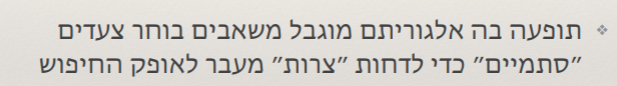 תופעה בה אלגוריתם מוגבל משאבים בוחר צעדים
״סתמיים״ כדי לדחות ״צרות״ מעבר לאופק החיפוש